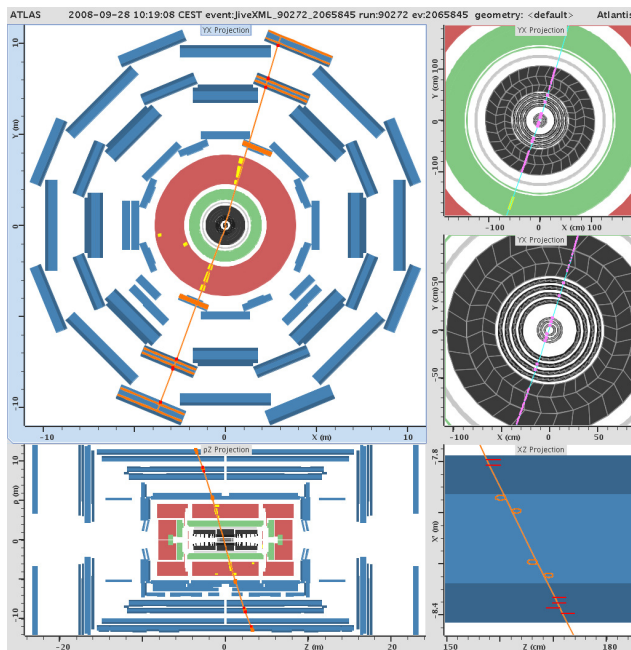 ATLAS 2008-09-28 10:19:08 CEST event:JiveXML_90272_2065845 run:90272 ev:2065845 geometry: <default> Atlantis
YX Projection
Y (m)
10
0
-10
-10 0 X (m) 10
YX Projection
Y (cm) 100
0
-100
-100 0 X (cm) 100
YX Projection
Y (cm) 50
0
-50
-100 X (cm) 0 50
ρZ Projection
10
ρ (m)
0
-10
-20 0 Z (m) 20
XZ Projection
-7.8
X' (m)
-8.4
150 Z (cm) 180